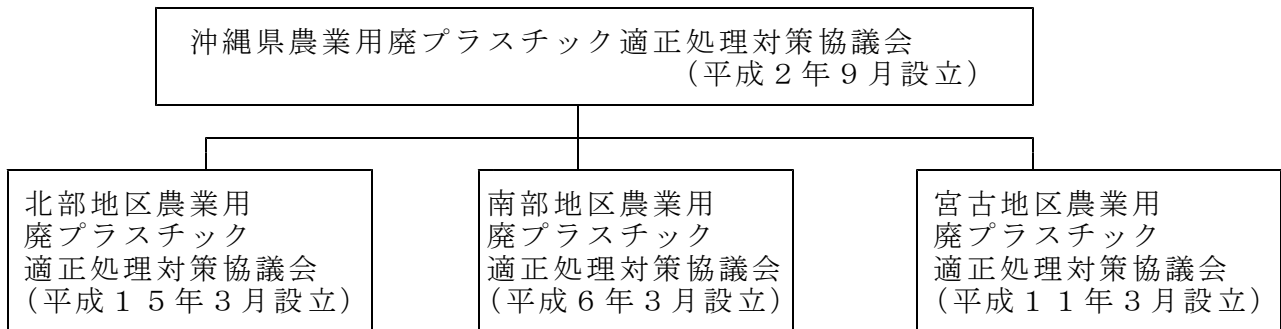 沖縄県農業用廃プラスチック適正処理対策協議会
（平成２年９月設立）
北部地区農業用
廃プラスチック
適正処理対策協議会
（平成１５年３月設立）
南部地区農業用
廃プラスチック
適正処理対策協議会
（平成６年３月設立）
宮古地区農業用
廃プラスチック
適正処理対策協議会
（平成１１年３月設立）